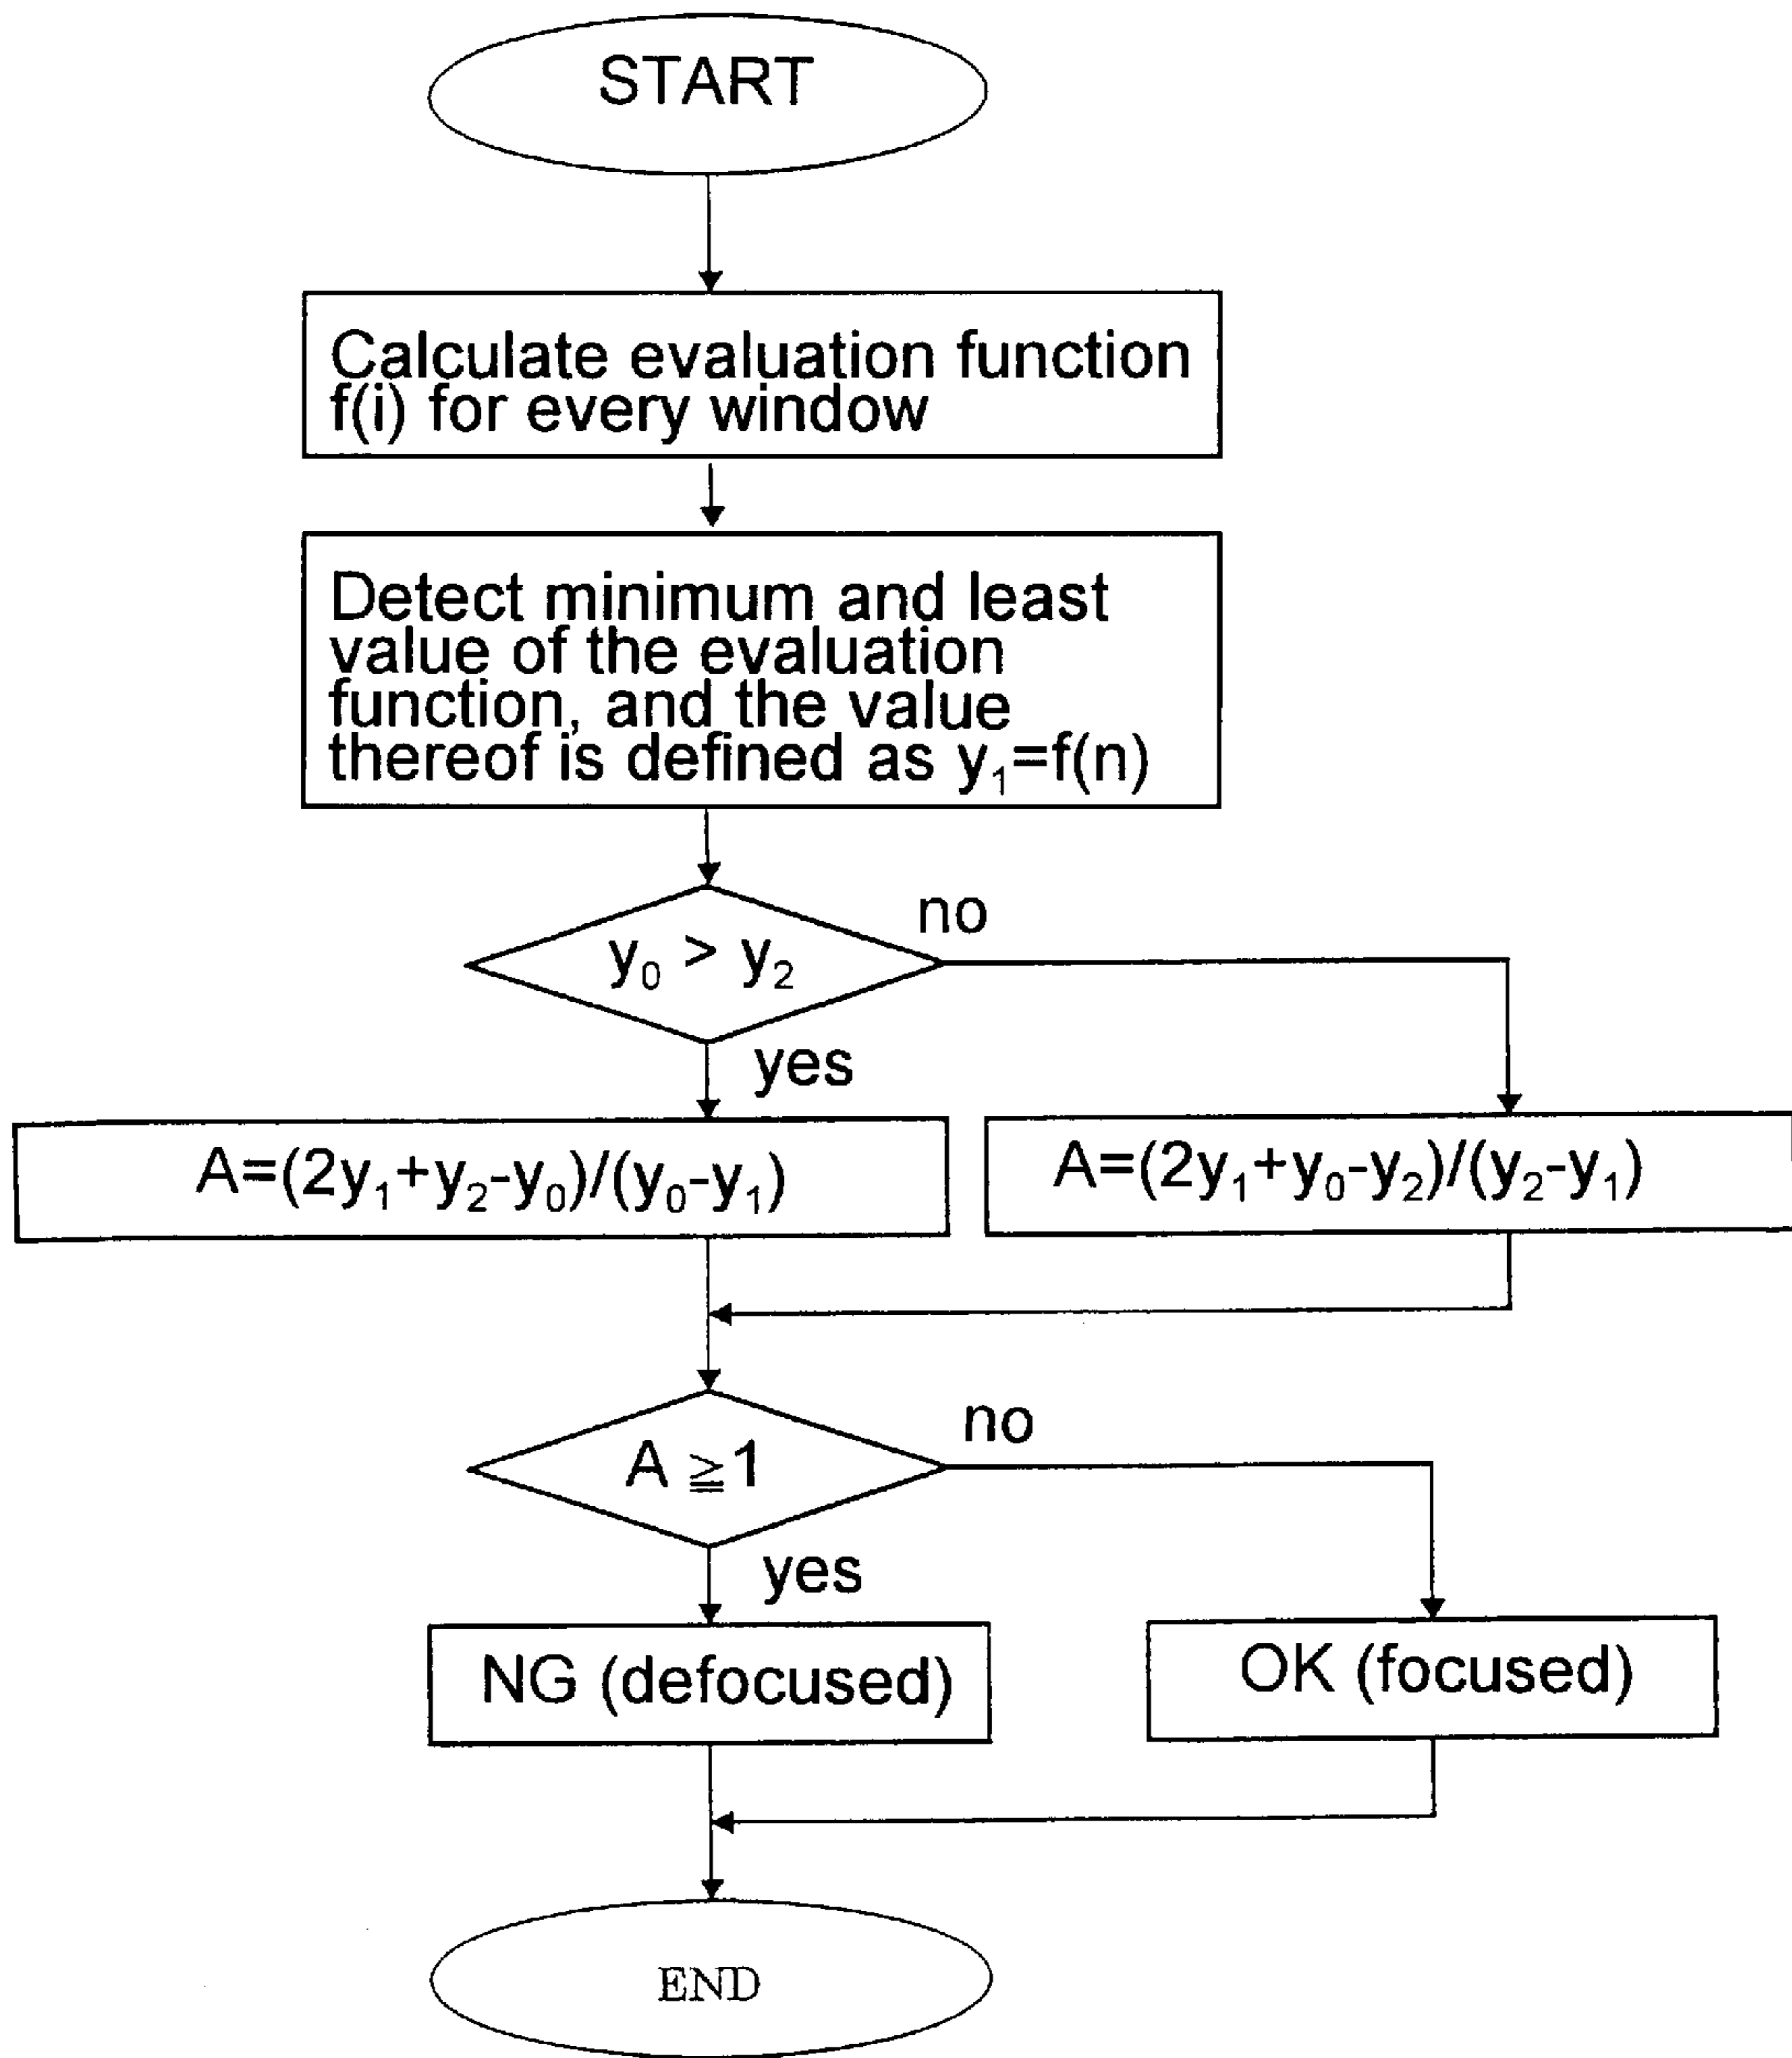 START
Calculate evaluation function
f(i) for every window
Detect minimum and least
value of the evaluation
function, and the value
thereof is defined as y₁=f(n)
no
y₀ > y₂
yes
A=(2y₁+y₂-y₀)/(y₀-y₁)
A=(2y₁+y₀-y₂)/(y₂-y₁)
no
A ≧1
yes
NG (defocused)
OK (focused)
END